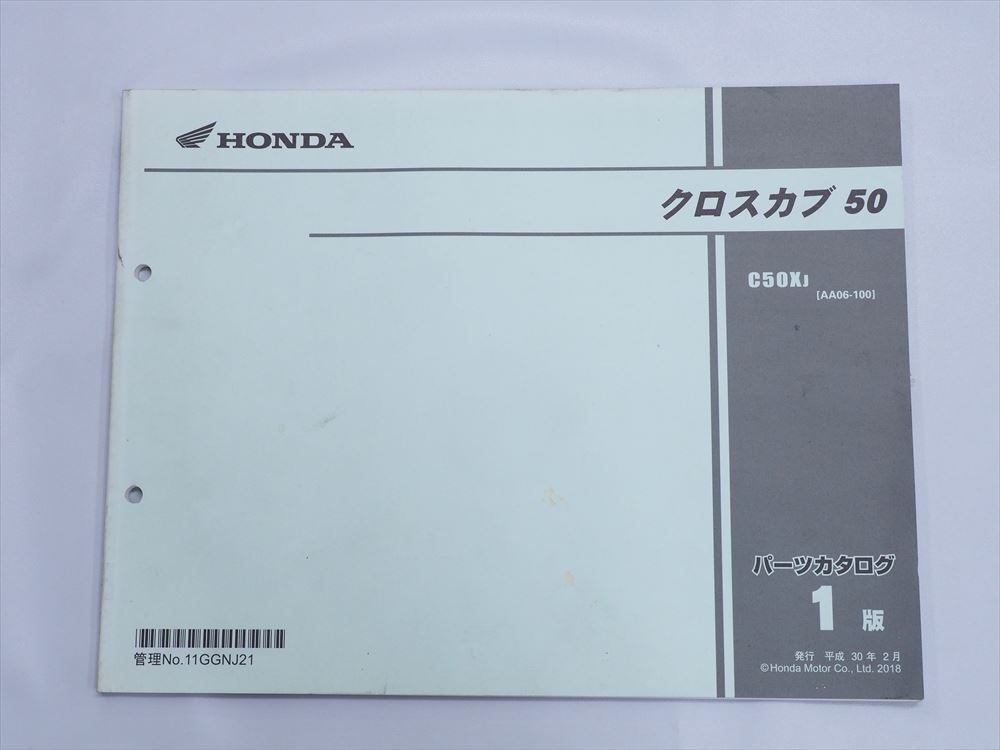 HONDA
クロスカブ 50
C50XJ
[AA06-100]
パーツカタログ
1 版
発行 平成 30 年 2 月
©Honda Motor Co., Ltd. 2018
管理No.11GGNJ21